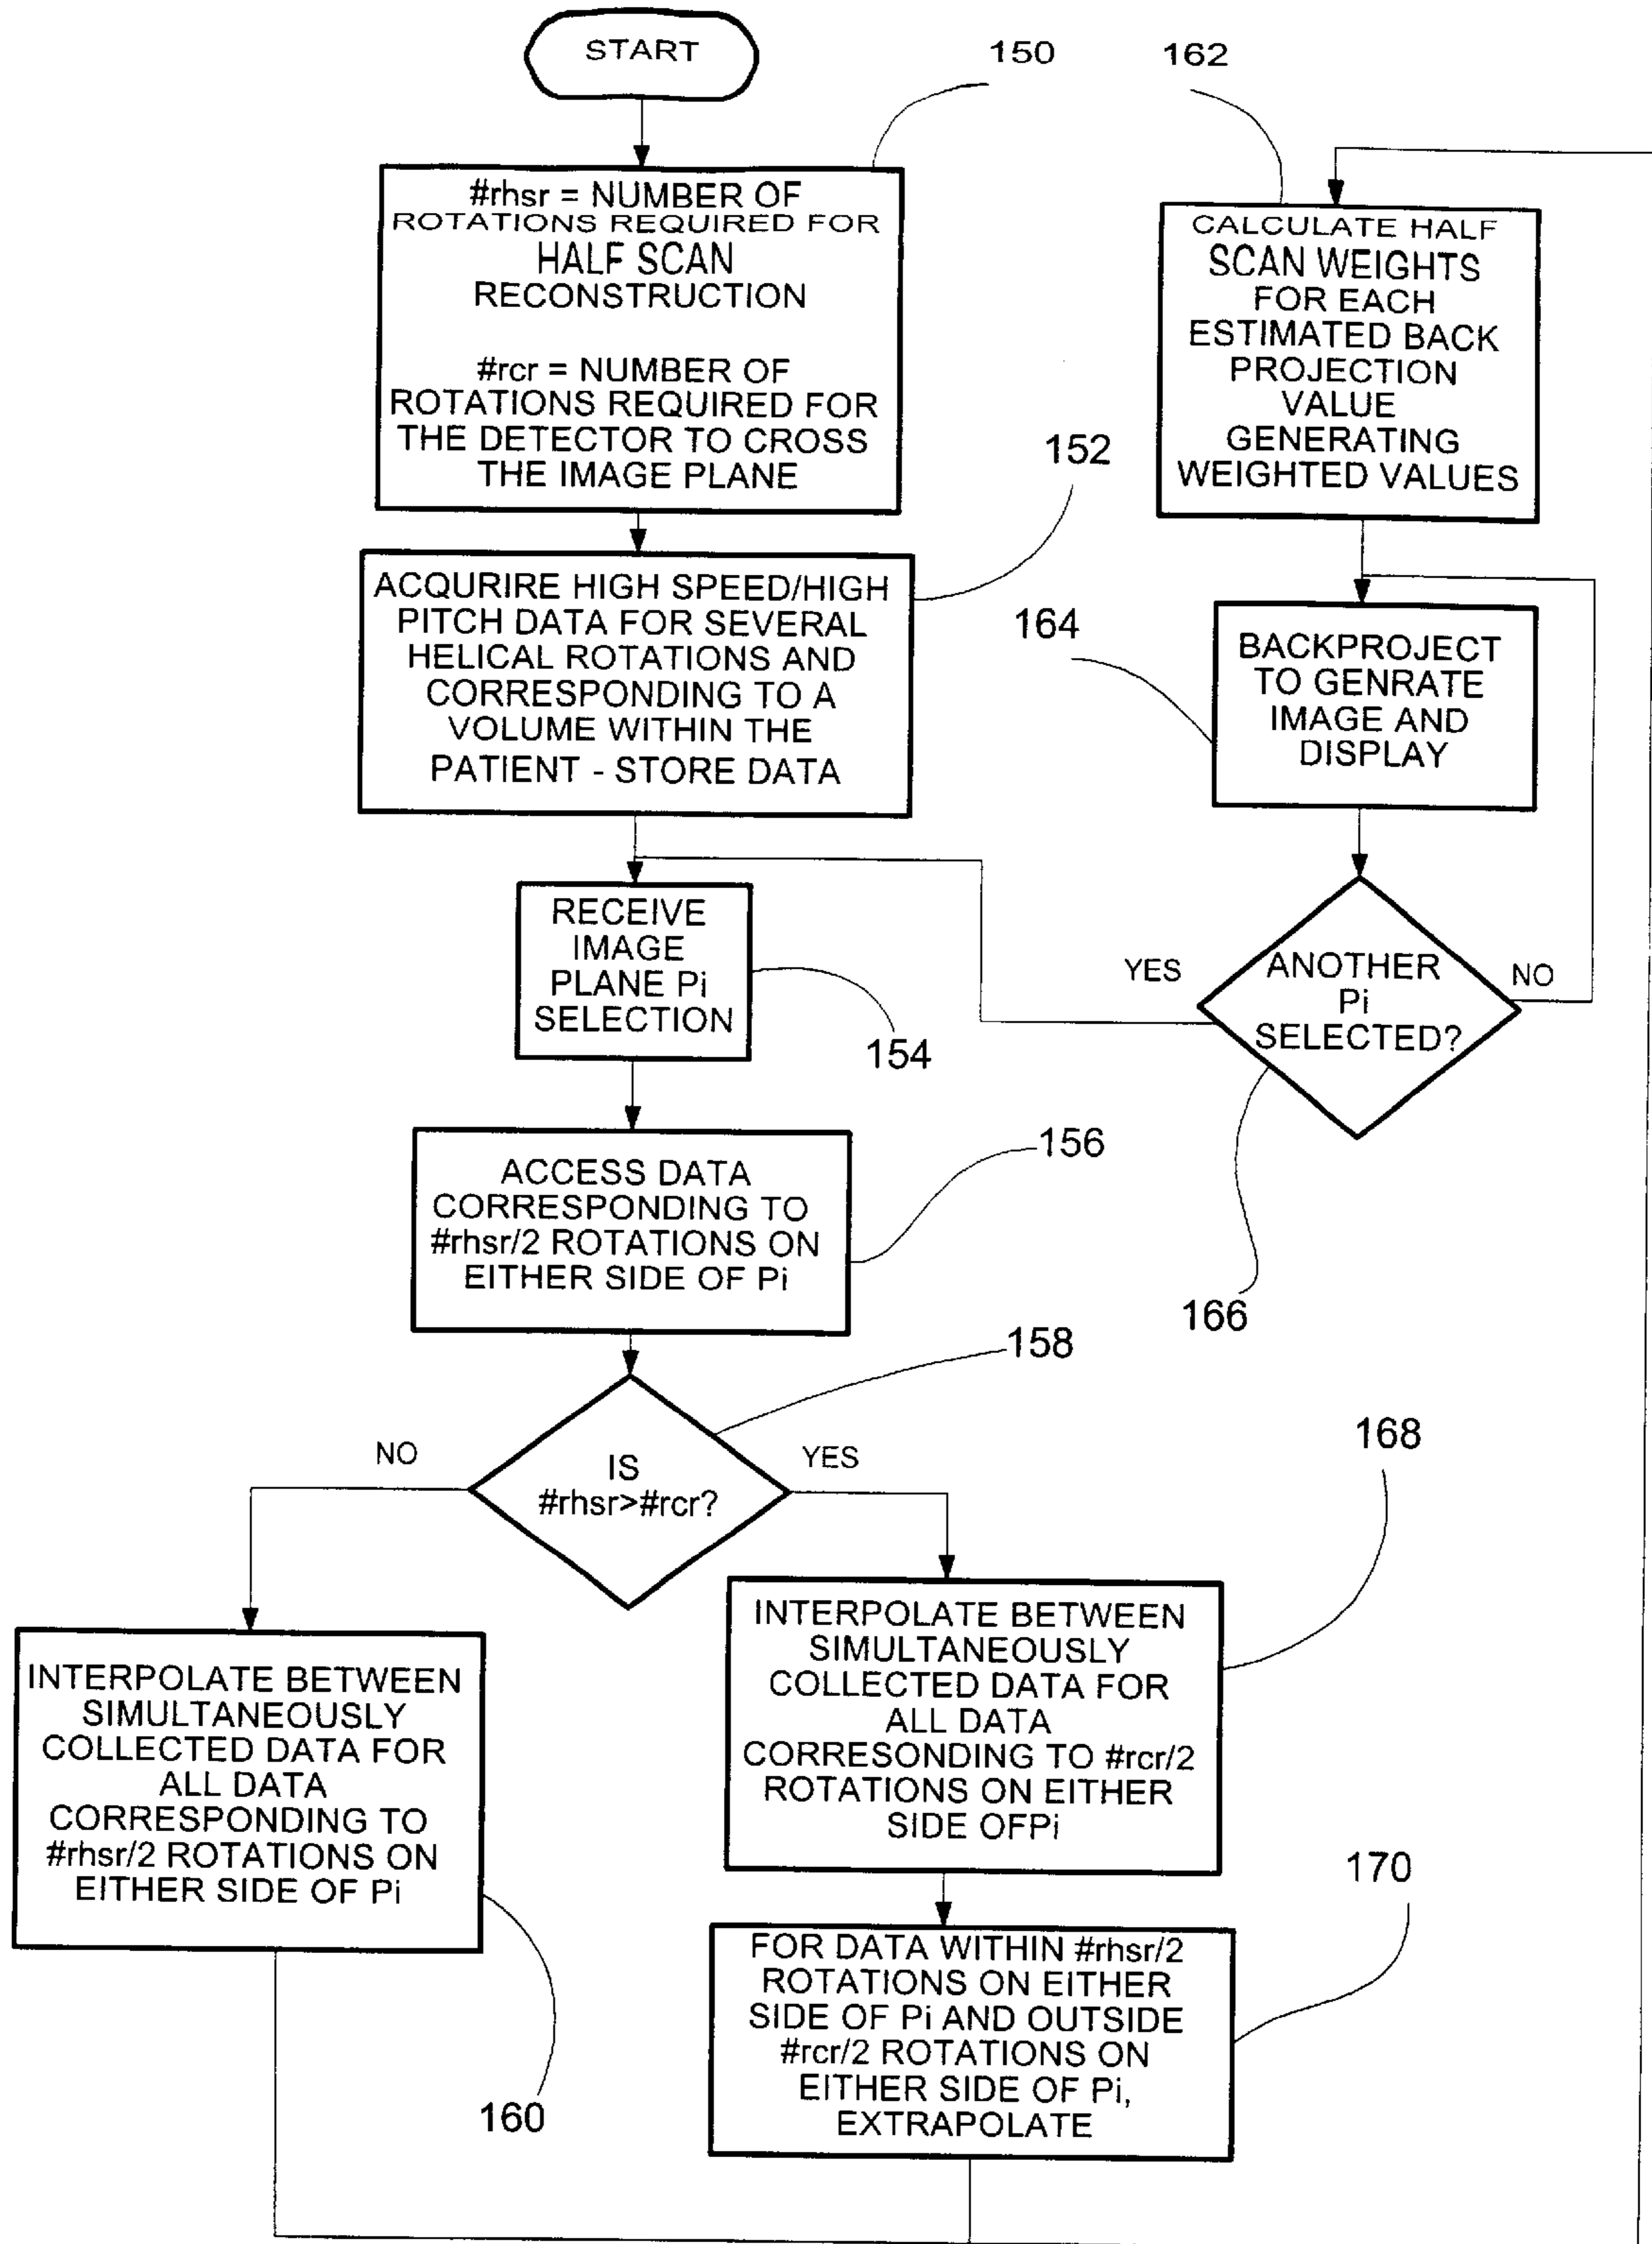 START
150
162
#rhsr = NUMBER OF
ROTATIONS REQUIRED FOR
HALF SCAN
RECONSTRUCTION
#rcr = NUMBER OF
ROTATIONS REQUIRED FOR
THE DETECTOR TO CROSS
THE IMAGE PLANE
CALCULATE HALF
SCAN WEIGHTS
FOR EACH
ESTIMATED BACK
PROJECTION
VALUE
GENERATING
WEIGHTED VALUES
152
ACQURIRE HIGH SPEED/HIGH
PITCH DATA FOR SEVERAL
HELICAL ROTATIONS AND
CORRESPONDING TO A
VOLUME WITHIN THE
PATIENT - STORE DATA
164
BACKPROJECT
TO GENRATE
IMAGE AND
DISPLAY
RECEIVE
IMAGE
PLANE Pi
SELECTION
154
YES
ANOTHER
Pi
SELECTED?
NO
166
ACCESS DATA
CORRESPONDING TO
#rhsr/2 ROTATIONS ON
EITHER SIDE OF Pi
156
158
NO
IS
#rhsr>#rcr?
YES
168
INTERPOLATE BETWEEN
SIMULTANEOUSLY
COLLECTED DATA FOR
ALL DATA
CORRESPONDING TO
#rhsr/2 ROTATIONS ON
EITHER SIDE OF Pi
160
INTERPOLATE BETWEEN
SIMULTANEOUSLY
COLLECTED DATA FOR
ALL DATA
CORRESONDING TO #rcr/2
ROTATIONS ON EITHER
SIDE OFPi
170
FOR DATA WITHIN #rhsr/2
ROTATIONS ON EITHER
SIDE OF Pi AND OUTSIDE
#rcr/2 ROTATIONS ON
EITHER SIDE OF Pi,
EXTRAPOLATE